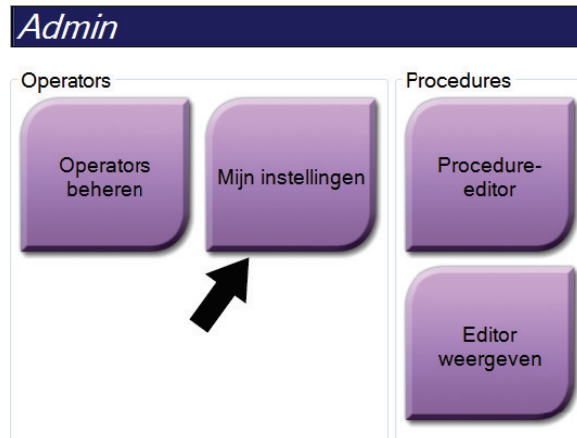 Admin
Operators
Procedures
Operators
beheren
Mijn instellingen
Procedure-
editor
Editor
weergeven